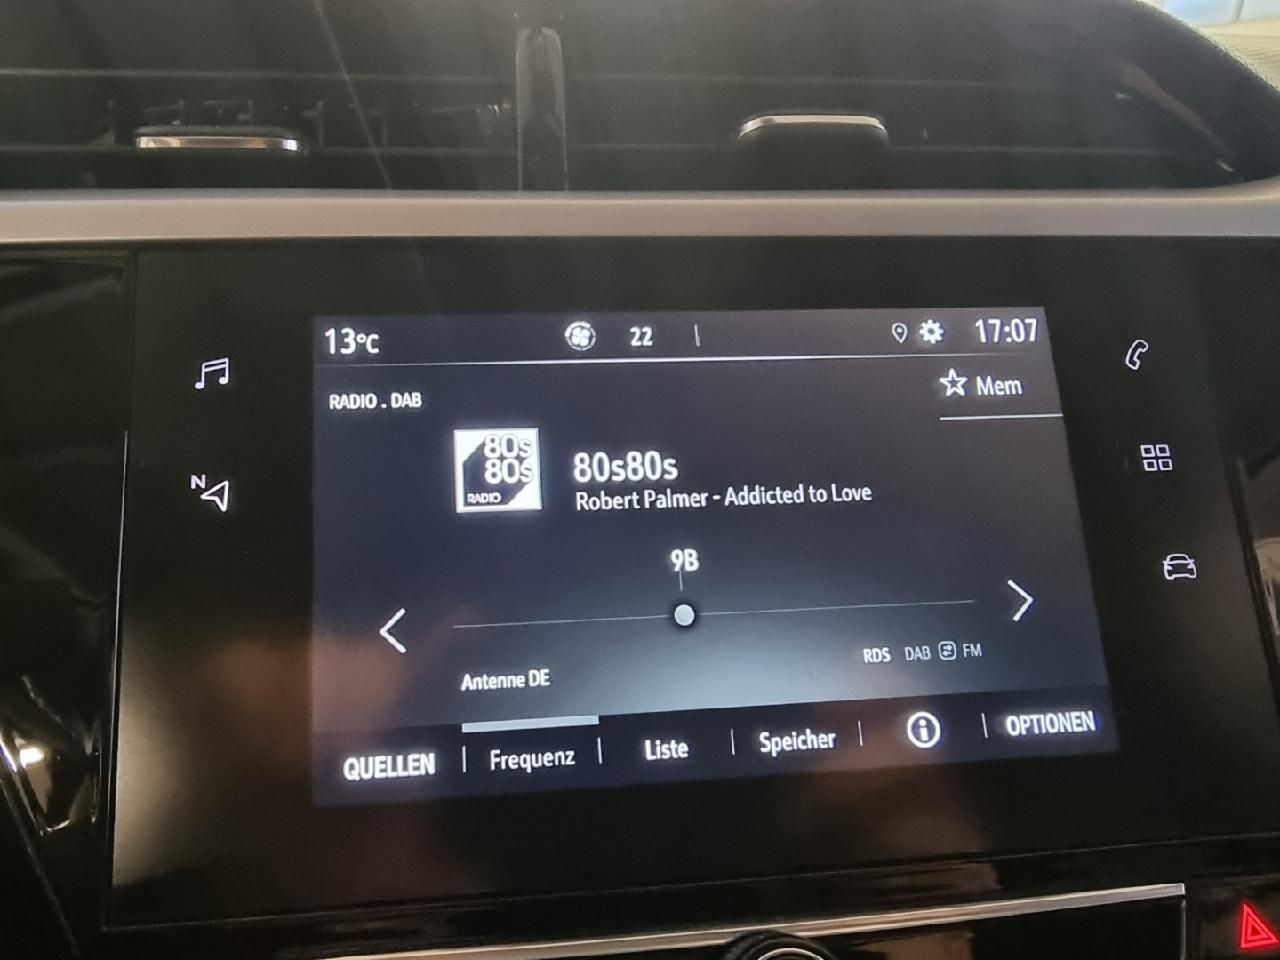 13°C 22 17:07
RADIO . DAB
Mem
80s
80s
RADIO
80s80s
Robert Palmer - Addicted to Love
9B
N
RDS DAB FM
Antenne DE
QUELLEN Frequenz Liste Speicher OPTIONEN